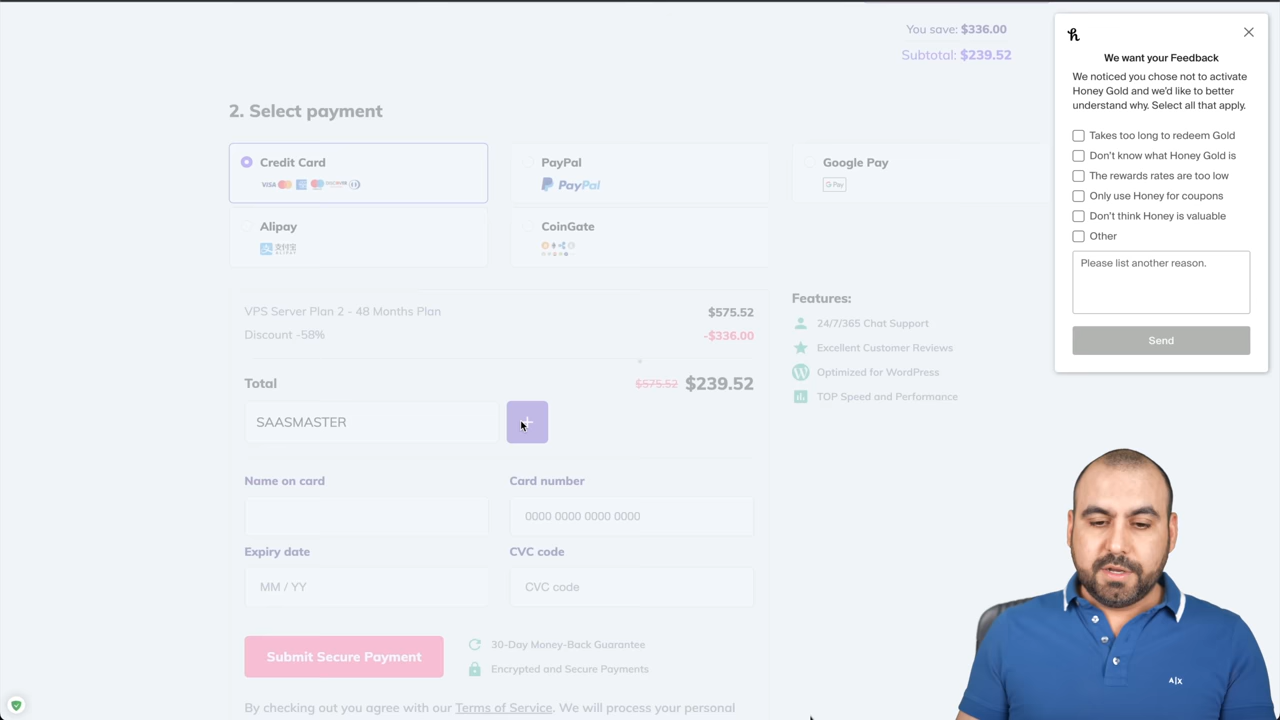 You save: $336.00
Subtotal: $239.52
2. Select payment
Credit Card
PayPal
Google Pay
VISA
PayPal
G Pay
Alipay
CoinGate
支付宝
ALIPAY
VPS Server Plan 2 - 48 Months Plan
$575.52
Discount -58%
-$336.00
Total
$575.52 $239.52
SAASMASTER
+
Name on card
Card number
0000 0000 0000 0000
Expiry date
CVC code
MM / YY
CVC code
Submit Secure Payment
30-Day Money-Back Guarantee
Encrypted and Secure Payments
By checking out you agree with our Terms of Service. We will process your personal
Features:
24/7/365 Chat Support
Excellent Customer Reviews
Optimized for WordPress
TOP Speed and Performance
h
We want your Feedback
We noticed you chose not to activate
Honey Gold and we'd like to better
understand why. Select all that apply.
Takes too long to redeem Gold
Don't know what Honey Gold is
The rewards rates are too low
Only use Honey for coupons
Don't think Honey is valuable
Other
Please list another reason.
Send
A|X